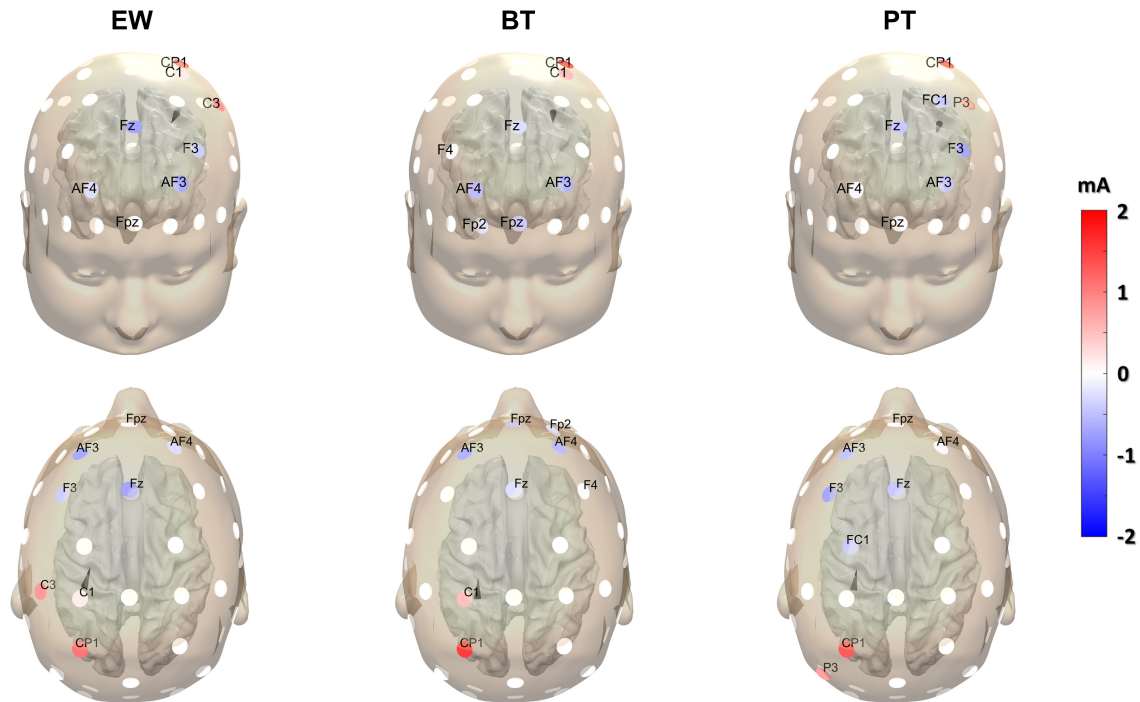 EW BT PT
CP1 CP1 CP1
C1 C1
C3 FC1 P3
Fz Fz Fz
F3 F4 F3
AF4 AF3 AF4 AF3 AF4 AF3
Fpz Fp2 Fpz Fpz
mA
2
1
0
-1
-2
Fpz Fpz Fp2 Fpz
AF3 AF4 AF3 AF4 AF3 AF4
F3 Fz Fz F4 F3 Fz
FC1
C3 C1 C1
CP1 CP1 CP1
P3